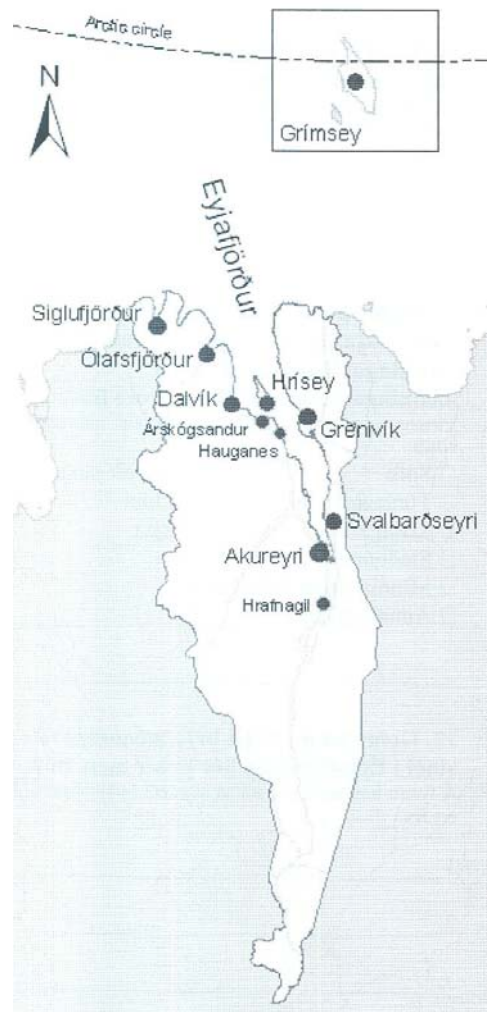 Arctic circle
N
Grímsey
Eyjafjörður
Siglufjörður
Ólafsfjörður
Hrísey
Dalvík
Árskógsandur
Grenivík
Hauganes
Svalbarðseyri
Akureyri
Hrafnagil